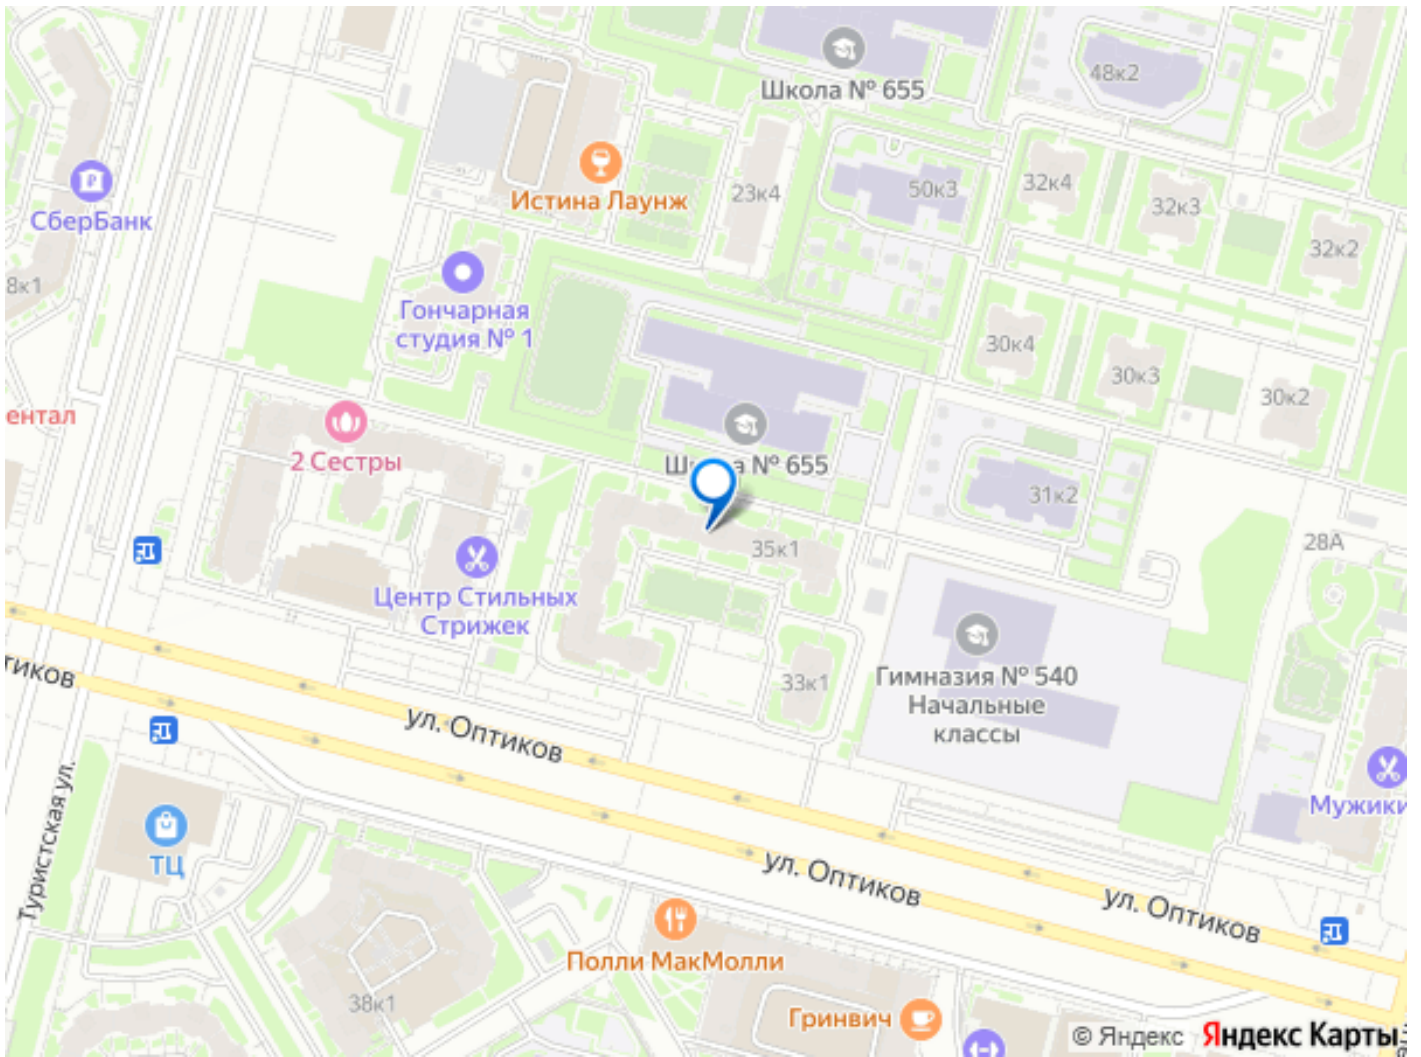 48к2
Школа № 655
Истина Лаунж
23к4
50к3
32к4
32к3
32к2
СберБанк
8к1
Гончарная
студия № 1
30к4
30к3
30к2
ентал
2 Сестры
Школа № 655
31к2
28А
35к1
Центр Стильных
Стрижек
33к1
Гимназия № 540
Начальные
классы
тиков
ул. Оптиков
Мужики
Туристская ул.
ТЦ
ул. Оптиков
ул. Оптиков
Полли МакМолли
38к1
Гринвич
© Яндекс Яндекс Карты